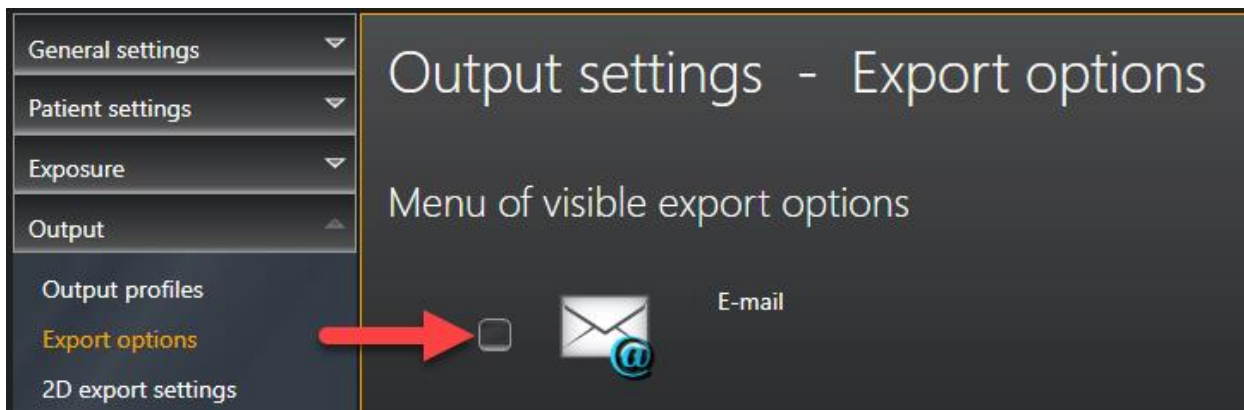 General settings
Patient settings
Exposure
Output
Output profiles
Export options
2D export settings
Output settings - Export options
Menu of visible export options
E-mail
@